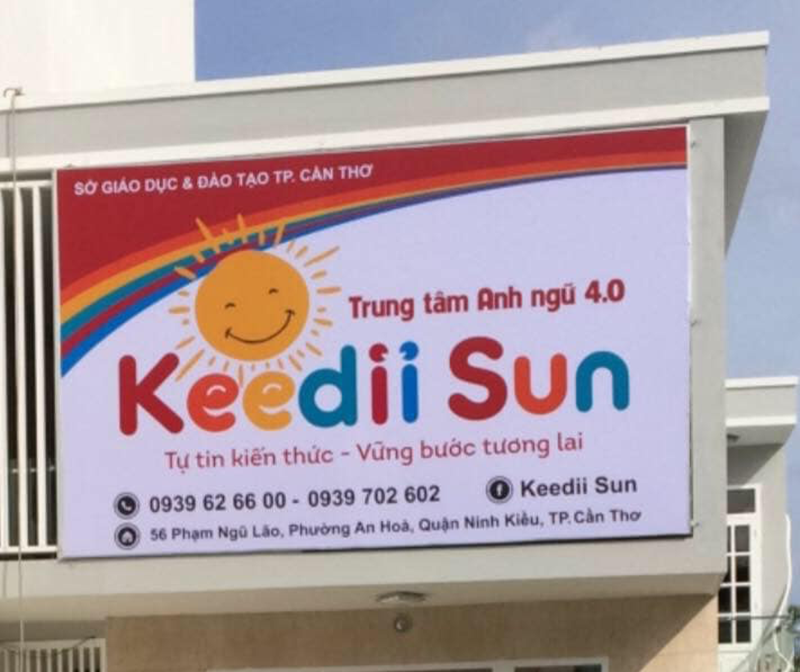 SỞ GIÁO DỤC & ĐÀO TẠO TP. CẦN THƠ
Trung tâm Anh ngữ 4.0
Keedii Sun
Tự tin kiến thức - Vững bước tương lai
0939 62 66 00 - 0939 702 602
Keedii Sun
56 Phạm Ngũ Lão, Phường An Hoà, Quận Ninh Kiều, TP. Cần Thơ